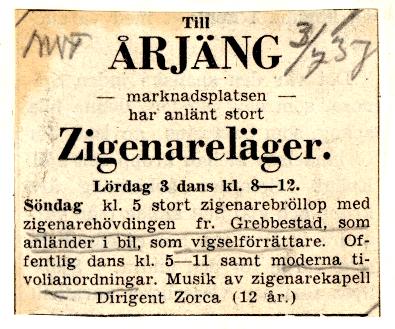 Till
NWT
ÅRJÄNG
3/7 37
— marknadsplatsen —
har anlänt stort
Zigenareläger.
Lördag 3 dans kl. 8—12.
Söndag kl. 5 stort zigenarebröllop med
zigenarehövdingen fr. Grebbestad, som
anländer i bil, som vigselförrättare. Of-
fentlig dans kl. 5—11 samt moderna ti-
volianordningar. Musik av zigenarekapell
Dirigent Zorca (12 år.)